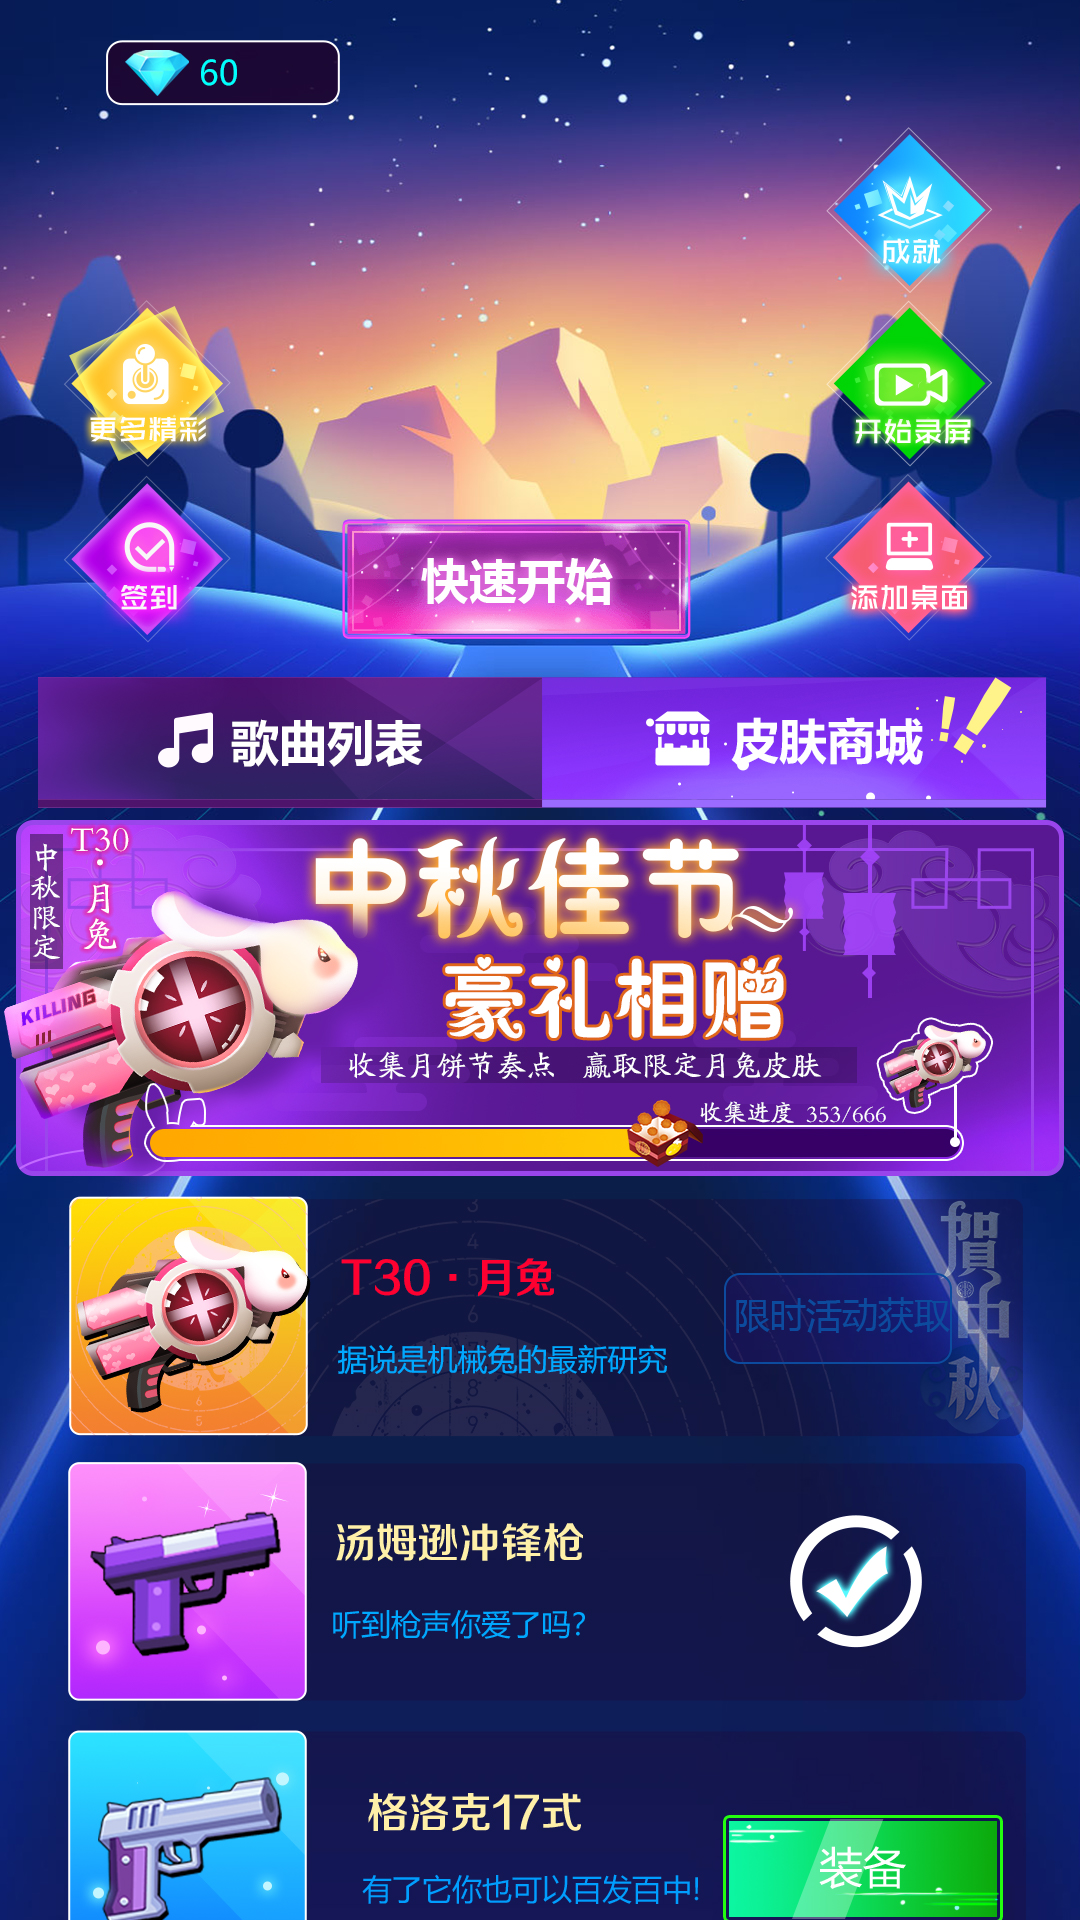 60
成就
更多精彩
开始录屏
签到
快速开始
添加桌面
歌曲列表
皮肤商城
中秋限定
T30·月兔
中秋佳节
豪礼相赠
KILLING
收集月饼节奏点 赢取限定月兔皮肤
收集进度 353/666
T30·月兔
限时活动获取
賀中秋
据说是机械兔的最新研究
汤姆逊冲锋枪
听到枪声你爱了吗?
格洛克17式
装备
有了它你也可以百发百中!